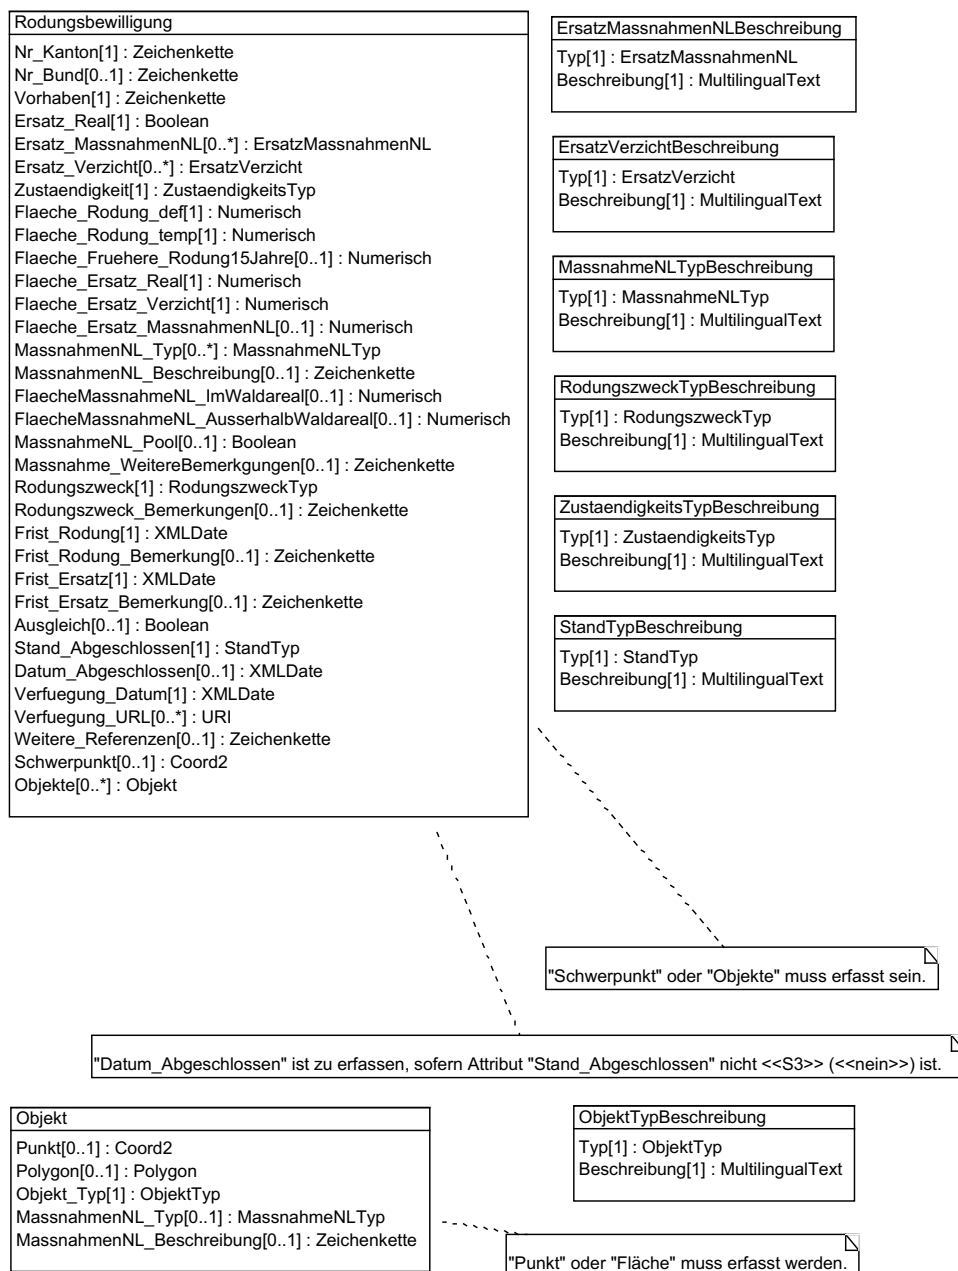 Rodungsbewilligung
Nr_Kanton[1] : Zeichenkette
Nr_Bund[0..1] : Zeichenkette
Vorhaben[1] : Zeichenkette
Ersatz_Real[1] : Boolean
Ersatz_MassnahmenNL[0..*] : ErsatzMassnahmenNL
Ersatz_Verzicht[0..*] : ErsatzVerzicht
Zustaendigkeit[1] : ZustaendigkeitsTyp
Flaeche_Rodung_def[1] : Numerisch
Flaeche_Rodung_temp[1] : Numerisch
Flaeche_Fruehere_Rodung15Jahre[0..1] : Numerisch
Flaeche_Ersatz_Real[1] : Numerisch
Flaeche_Ersatz_Verzicht[1] : Numerisch
Flaeche_Ersatz_MassnahmenNL[0..1] : Numerisch
MassnahmenNL_Typ[0..*] : MassnahmeNLTyp
MassnahmenNL_Beschreibung[0..1] : Zeichenkette
FlaecheMassnahmeNL_ImWaldareal[0..1] : Numerisch
FlaecheMassnahmeNL_AusserhalbWaldareal[0..1] : Numerisch
MassnahmeNL_Pool[0..1] : Boolean
Massnahme_WeitereBemerkgungen[0..1] : Zeichenkette
Rodungszweck[1] : RodungszweckTyp
Rodungszweck_Bemerkungen[0..1] : Zeichenkette
Frist_Rodung[1] : XMLDate
Frist_Rodung_Bemerkung[0..1] : Zeichenkette
Frist_Ersatz[1] : XMLDate
Frist_Ersatz_Bemerkung[0..1] : Zeichenkette
Ausgleich[0..1] : Boolean
Stand_Abgeschlossen[1] : StandTyp
Datum_Abgeschlossen[0..1] : XMLDate
Verfuegung_Datum[1] : XMLDate
Verfuegung_URL[0..*] : URI
Weitere_Referenzen[0..1] : Zeichenkette
Schwerpunkt[0..1] : Coord2
Objekte[0..*] : Objekt
ErsatzMassnahmenNLBeschreibung
Typ[1] : ErsatzMassnahmenNL
Beschreibung[1] : MultilingualText
ErsatzVerzichtBeschreibung
Typ[1] : ErsatzVerzicht
Beschreibung[1] : MultilingualText
MassnahmeNLTypBeschreibung
Typ[1] : MassnahmeNLTyp
Beschreibung[1] : MultilingualText
RodungszweckTypBeschreibung
Typ[1] : RodungszweckTyp
Beschreibung[1] : MultilingualText
ZustaendigkeitsTypBeschreibung
Typ[1] : ZustaendigkeitsTyp
Beschreibung[1] : MultilingualText
StandTypBeschreibung
Typ[1] : StandTyp
Beschreibung[1] : MultilingualText
"Schwerpunkt" oder "Objekte" muss erfasst sein.
"Datum_Abgeschlossen" ist zu erfassen, sofern Attribut "Stand_Abgeschlossen" nicht <<S3>> (<<nein>>) ist.
Objekt
Punkt[0..1] : Coord2
Polygon[0..1] : Polygon
Objekt_Typ[1] : ObjektTyp
MassnahmenNL_Typ[0..1] : MassnahmeNLTyp
MassnahmenNL_Beschreibung[0..1] : Zeichenkette
ObjektTypBeschreibung
Typ[1] : ObjektTyp
Beschreibung[1] : MultilingualText
"Punkt" oder "Fläche" muss erfasst werden.